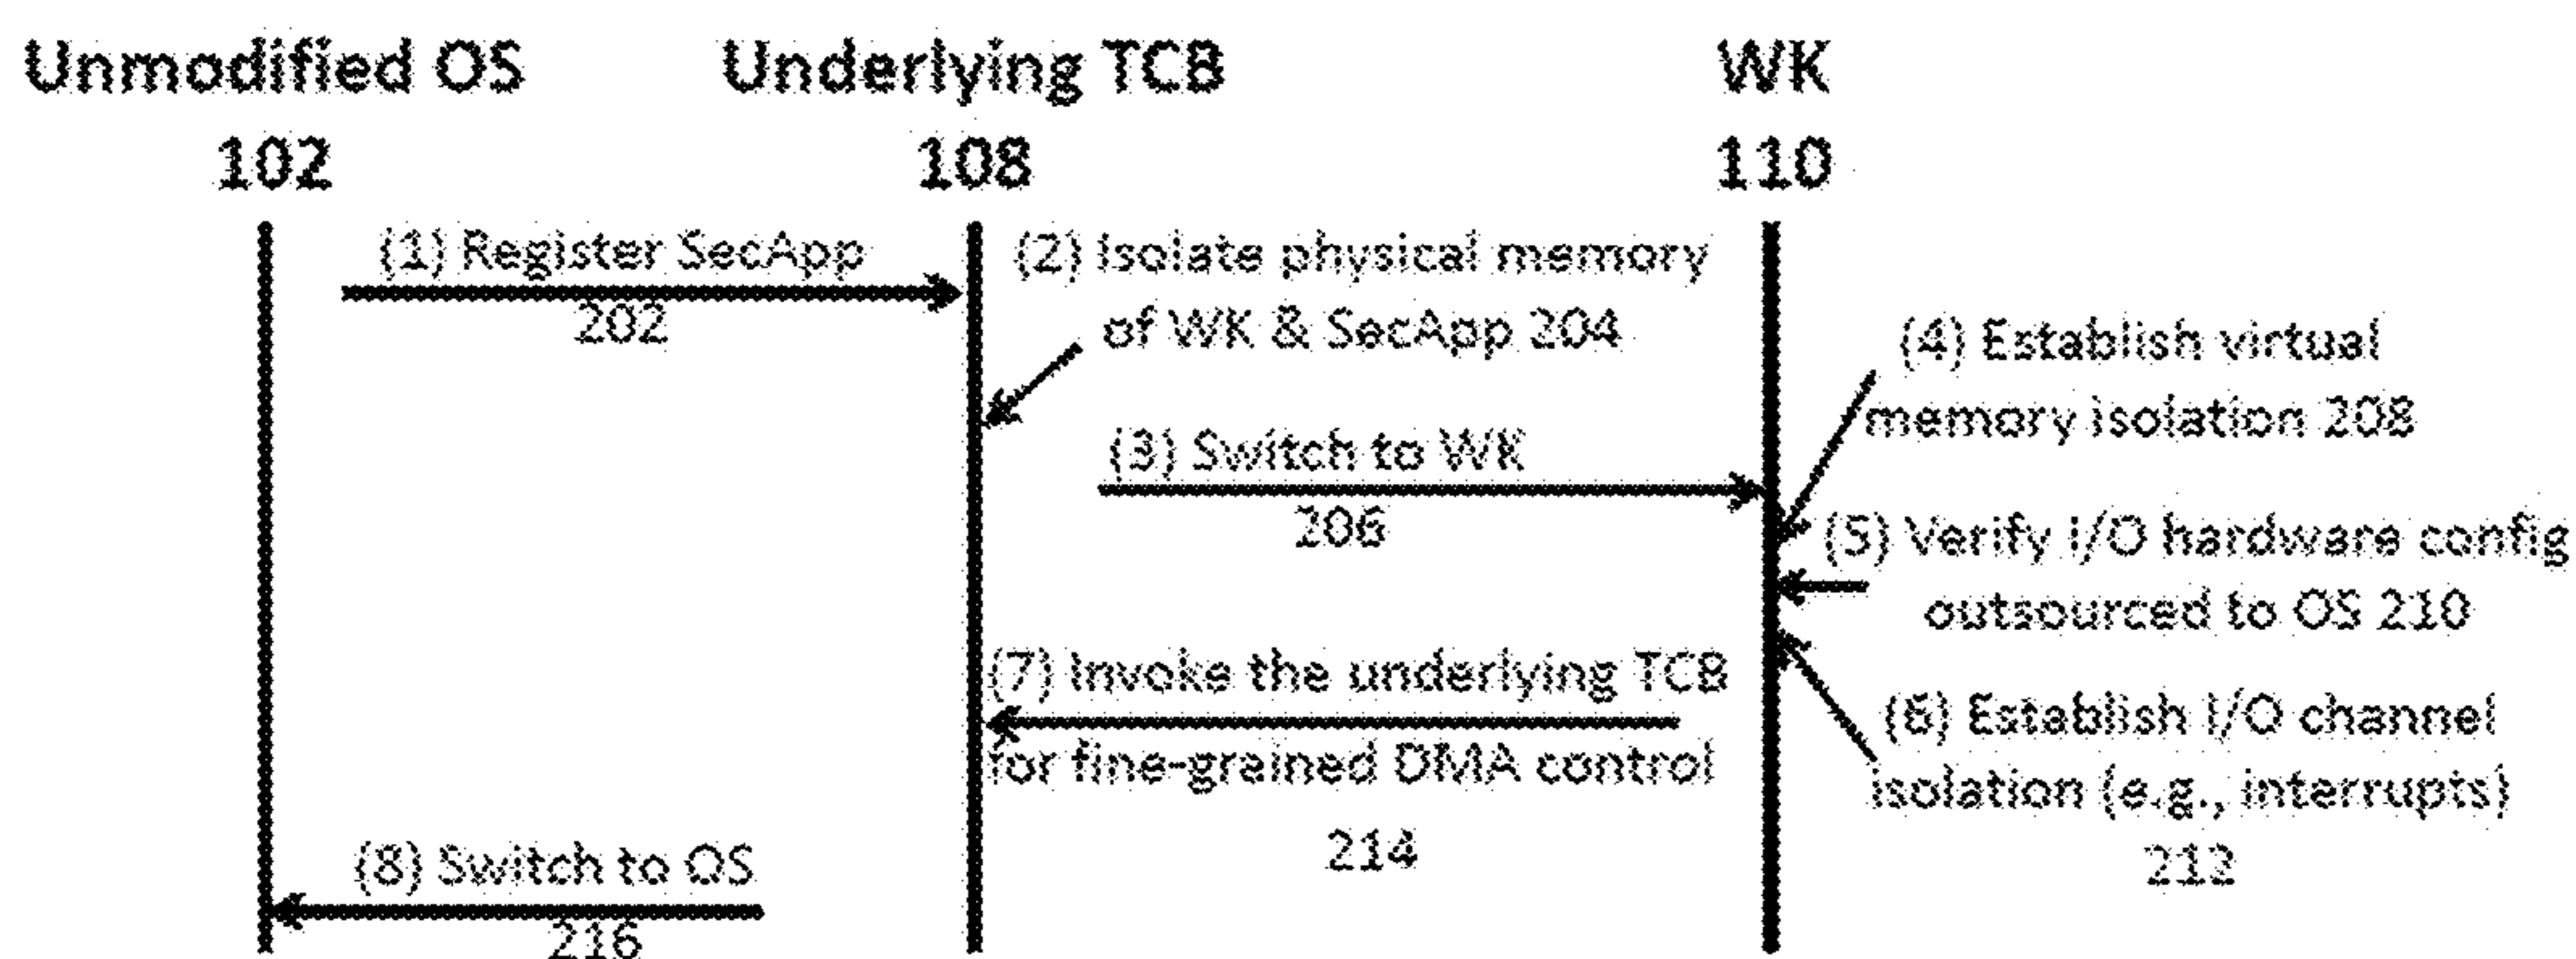 Unmodified OS
102
Underlying TCB
108
WK
110
(1) Register SecApp
202
(2) Isolate physical memory
of WK & SecApp 204
(3) Switch to WK
206
(4) Establish virtual
memory isolation 208
(5) Verify I/O hardware config
outsourced to OS 210
(6) Establish I/O channel
isolation (e.g., interrupts)
212
(7) Invoke the underlying TCB
for fine-grained DMA control
214
(8) Switch to OS
216